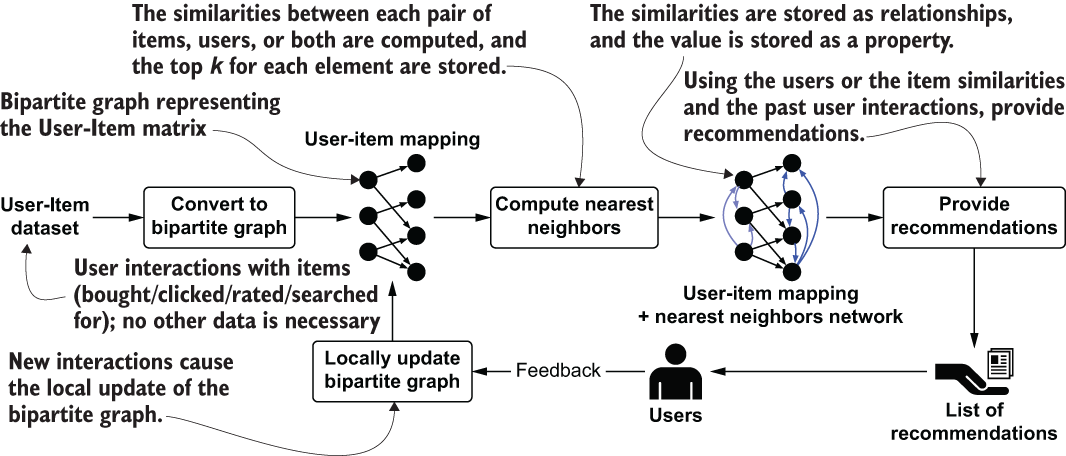 The similarities between each pair of
items, users, or both are computed, and
the top k for each element are stored.
The similarities are stored as relationships,
and the value is stored as a property.
Using the users or the item similarities
and the past user interactions, provide
recommendations.
Bipartite graph representing
the User-Item matrix
User-item mapping
User-Item
dataset
Convert to
bipartite graph
Compute nearest
neighbors
Provide
recommendations
User interactions with items
(bought/clicked/rated/searched
for); no other data is necessary
User-item mapping
+ nearest neighbors network
New interactions cause
the local update of the
bipartite graph.
Locally update
bipartite graph
Feedback
Users
List of
recommendations